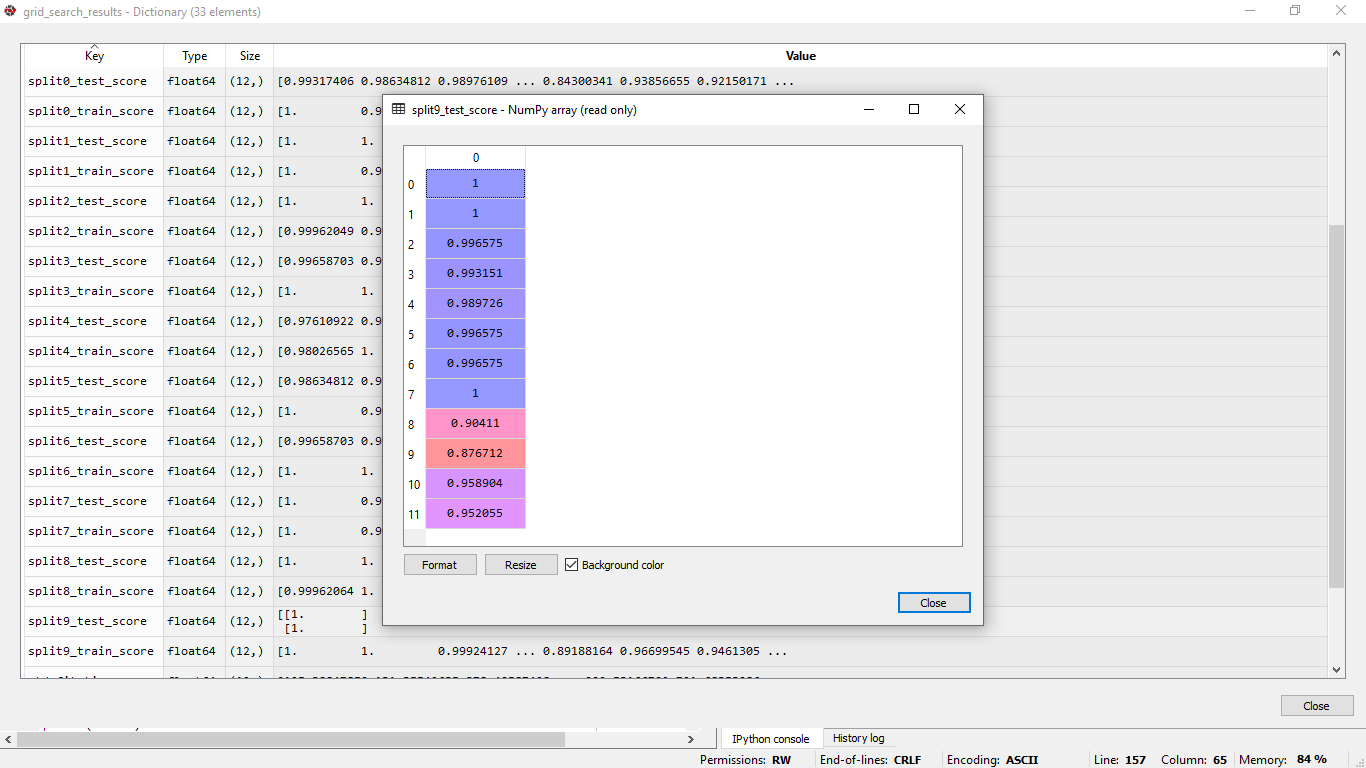 grid_search_results - Dictionary (33 elements)
Key Type Size Value
split0_test_score float64 (12,) [0.99317406 0.98634812 0.98976109 ... 0.84300341 0.93856655 0.92150171 ...
split0_train_score float64 (12,) [1. 0.9
split1_test_score float64 (12,) [1. 1.
split1_train_score float64 (12,) [1. 0.9
split2_test_score float64 (12,) [1. 1.
split2_train_score float64 (12,) [0.99962049 0.9
split3_test_score float64 (12,) [0.99658703 0.9
split3_train_score float64 (12,) [1. 1.
split4_test_score float64 (12,) [0.97610922 0.9
split4_train_score float64 (12,) [0.98026565 1.
split5_test_score float64 (12,) [0.98634812 0.9
split5_train_score float64 (12,) [1. 0.9
split6_test_score float64 (12,) [0.99658703 0.9
split6_train_score float64 (12,) [1. 1.
split7_test_score float64 (12,) [1. 0.9
split7_train_score float64 (12,) [1. 0.9
split8_test_score float64 (12,) [1. 1.
split8_train_score float64 (12,) [0.99962064 1.
split9_test_score float64 (12,) [[1. ]
[1. ]
split9_train_score float64 (12,) [1. 1. 0.99924127 ... 0.89188164 0.96699545 0.9461305 ...
split9_test_score - NumPy array (read only)
0
0 1
1 1
2 0.996575
3 0.993151
4 0.989726
5 0.996575
6 0.996575
7 1
8 0.90411
9 0.876712
10 0.958904
11 0.952055
Format Resize Background color
Close
Close
IPython console History log
Permissions: RW End-of-lines: CRLF Encoding: ASCII Line: 157 Column: 65 Memory: 84 %